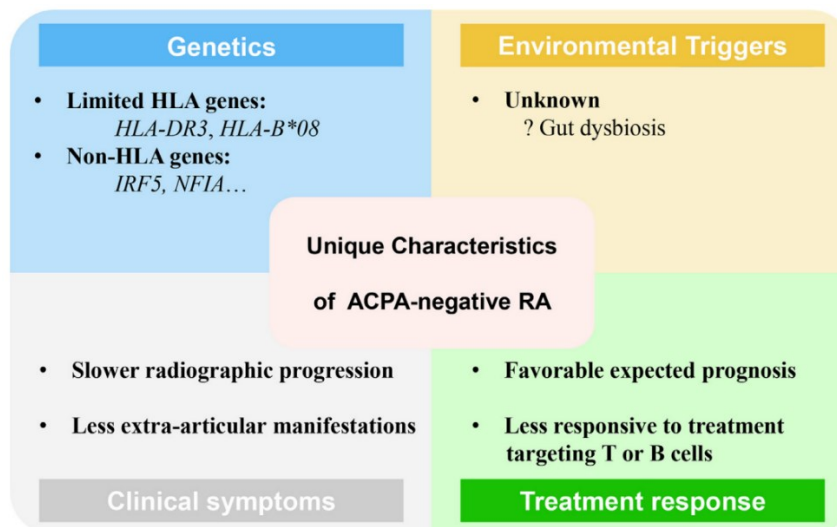 Genetics
• Limited HLA genes:
HLA-DR3, HLA-B*08
• Non-HLA genes:
IRF5, NFIA…
Environmental Triggers
• Unknown
? Gut dysbiosis
Unique Characteristics
of ACPA-negative RA
• Slower radiographic progression
• Less extra-articular manifestations
Clinical symptoms
• Favorable expected prognosis
• Less responsive to treatment
targeting T or B cells
Treatment response